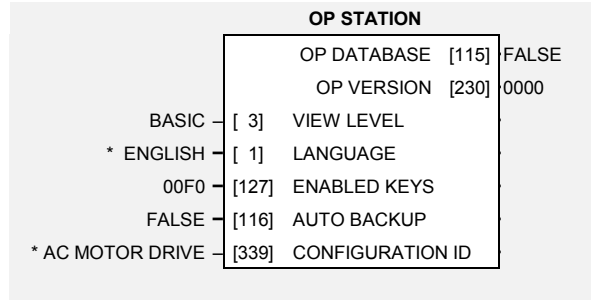 OP STATION
OP DATABASE [115] FALSE
OP VERSION [230] 0000
BASIC – [ 3] VIEW LEVEL
* ENGLISH – [ 1] LANGUAGE
00F0 – [127] ENABLED KEYS
FALSE – [116] AUTO BACKUP
* AC MOTOR DRIVE – [339] CONFIGURATION ID